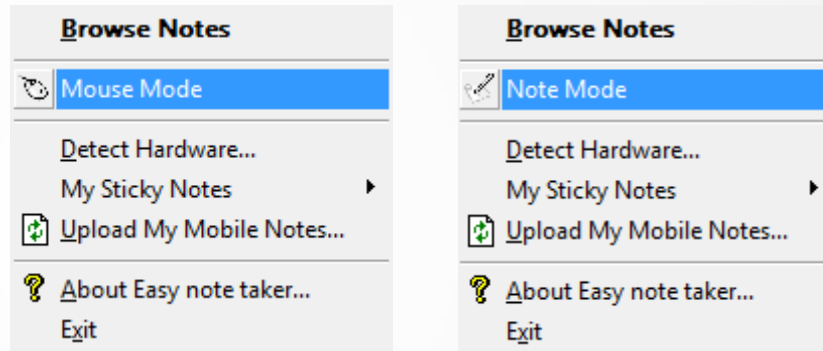 Browse Notes
Mouse Mode
Detect Hardware...
My Sticky Notes
Upload My Mobile Notes...
About Easy note taker...
Exit
Browse Notes
Note Mode
Detect Hardware...
My Sticky Notes
Upload My Mobile Notes...
About Easy note taker...
Exit